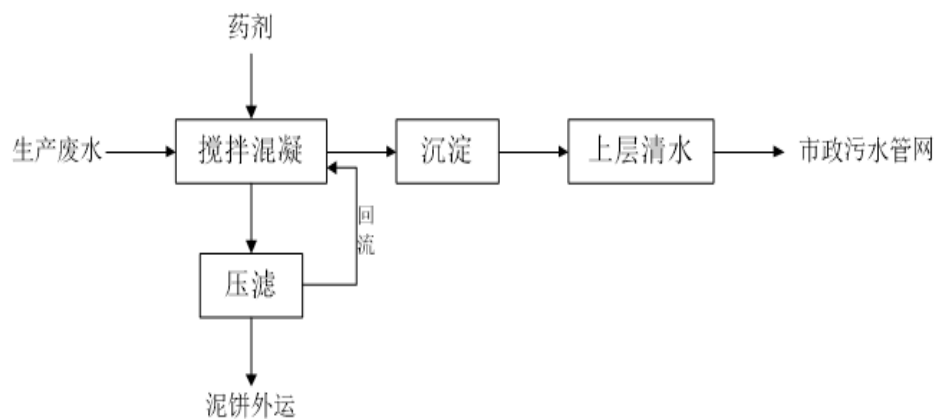 药剂
生产废水
搅拌混凝
沉淀
上层清水
市政污水管网
回
流
压滤
泥饼外运